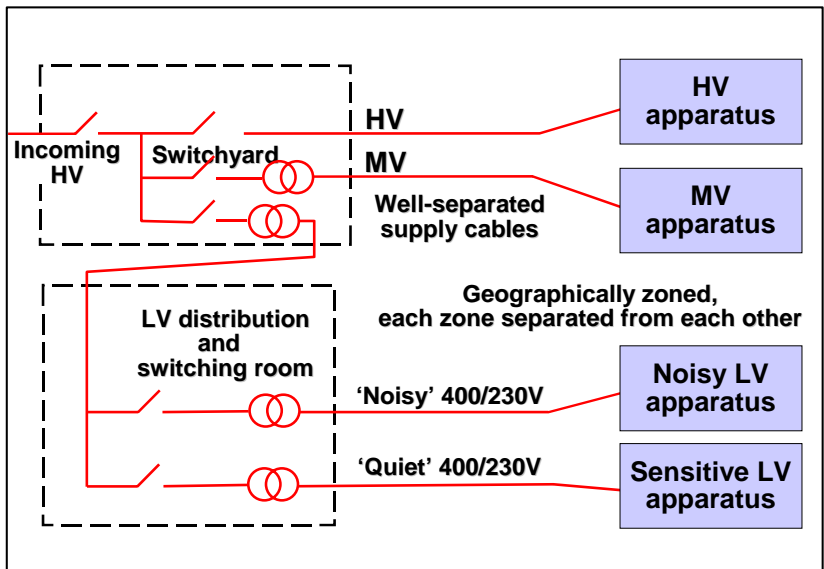 HV
apparatus
HV
Incoming
HV
Switchyard
MV
Well-separated
supply cables
MV
apparatus
Geographically zoned,
each zone separated from each other
LV distribution
and
switching room
‘Noisy’ 400/230V
Noisy LV
apparatus
‘Quiet’ 400/230V
Sensitive LV
apparatus